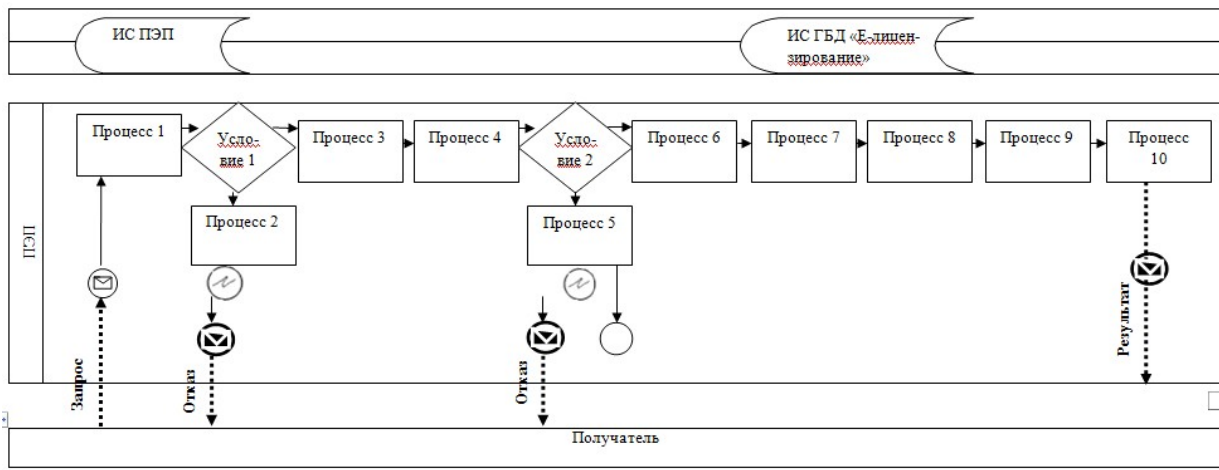 ИС ПЭП
ИС ГБД «Е-лицен-
зирование»
Процесс 1
Усло-
вие 1
Процесс 3
Процесс 4
Усло-
вие 2
Процесс 6
Процесс 7
Процесс 8
Процесс 9
Процесс
10
Процесс 2
Процесс 5
ПЭП
Запрос
Отказ
Отказ
Результат
Получатель